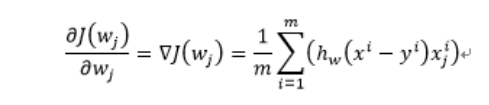 ∂J(w_j)/∂w_j = ∇J(w_j) = 1/m ∑_{i=1}^{m} (h_w(x^i − y^i)x_j^i)↵